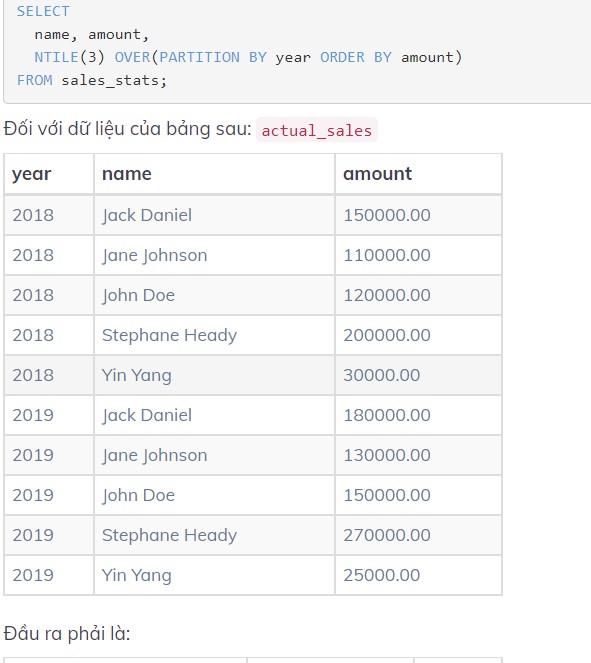 SELECT
name, amount,
NTILE(3) OVER(PARTITION BY year ORDER BY amount)
FROM sales_stats;
Đối với dữ liệu của bảng sau: actual_sales
year name amount
2018 Jack Daniel 150000.00
2018 Jane Johnson 110000.00
2018 John Doe 120000.00
2018 Stephane Heady 200000.00
2018 Yin Yang 30000.00
2019 Jack Daniel 180000.00
2019 Jane Johnson 130000.00
2019 John Doe 150000.00
2019 Stephane Heady 270000.00
2019 Yin Yang 25000.00
Đầu ra phải là: